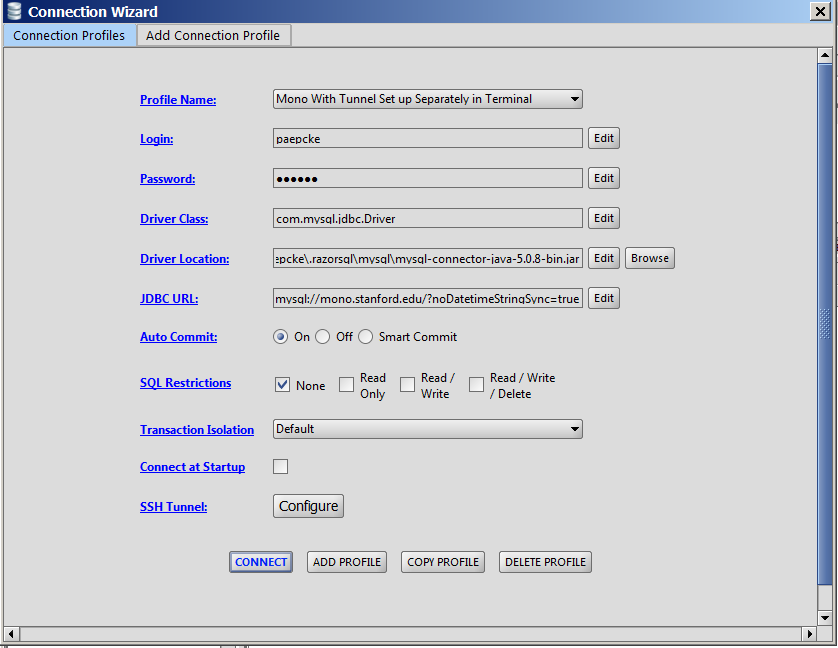 Connection Wizard
Connection Profiles Add Connection Profile
Profile Name: Mono With Tunnel Set up Separately in Terminal
Login: paepcke Edit
Password: •••••• Edit
Driver Class: com.mysql.jdbc.Driver Edit
Driver Location: epcke\.razorsql\mysql\mysql-connector-java-5.0.8-bin.jar Edit Browse
JDBC URL: mysql://mono.stanford.edu/?noDatetimeStringSync=true Edit
Auto Commit: On Off Smart Commit
SQL Restrictions None Read Only Read / Write Read / Write / Delete
Transaction Isolation Default
Connect at Startup
SSH Tunnel: Configure
CONNECT ADD PROFILE COPY PROFILE DELETE PROFILE